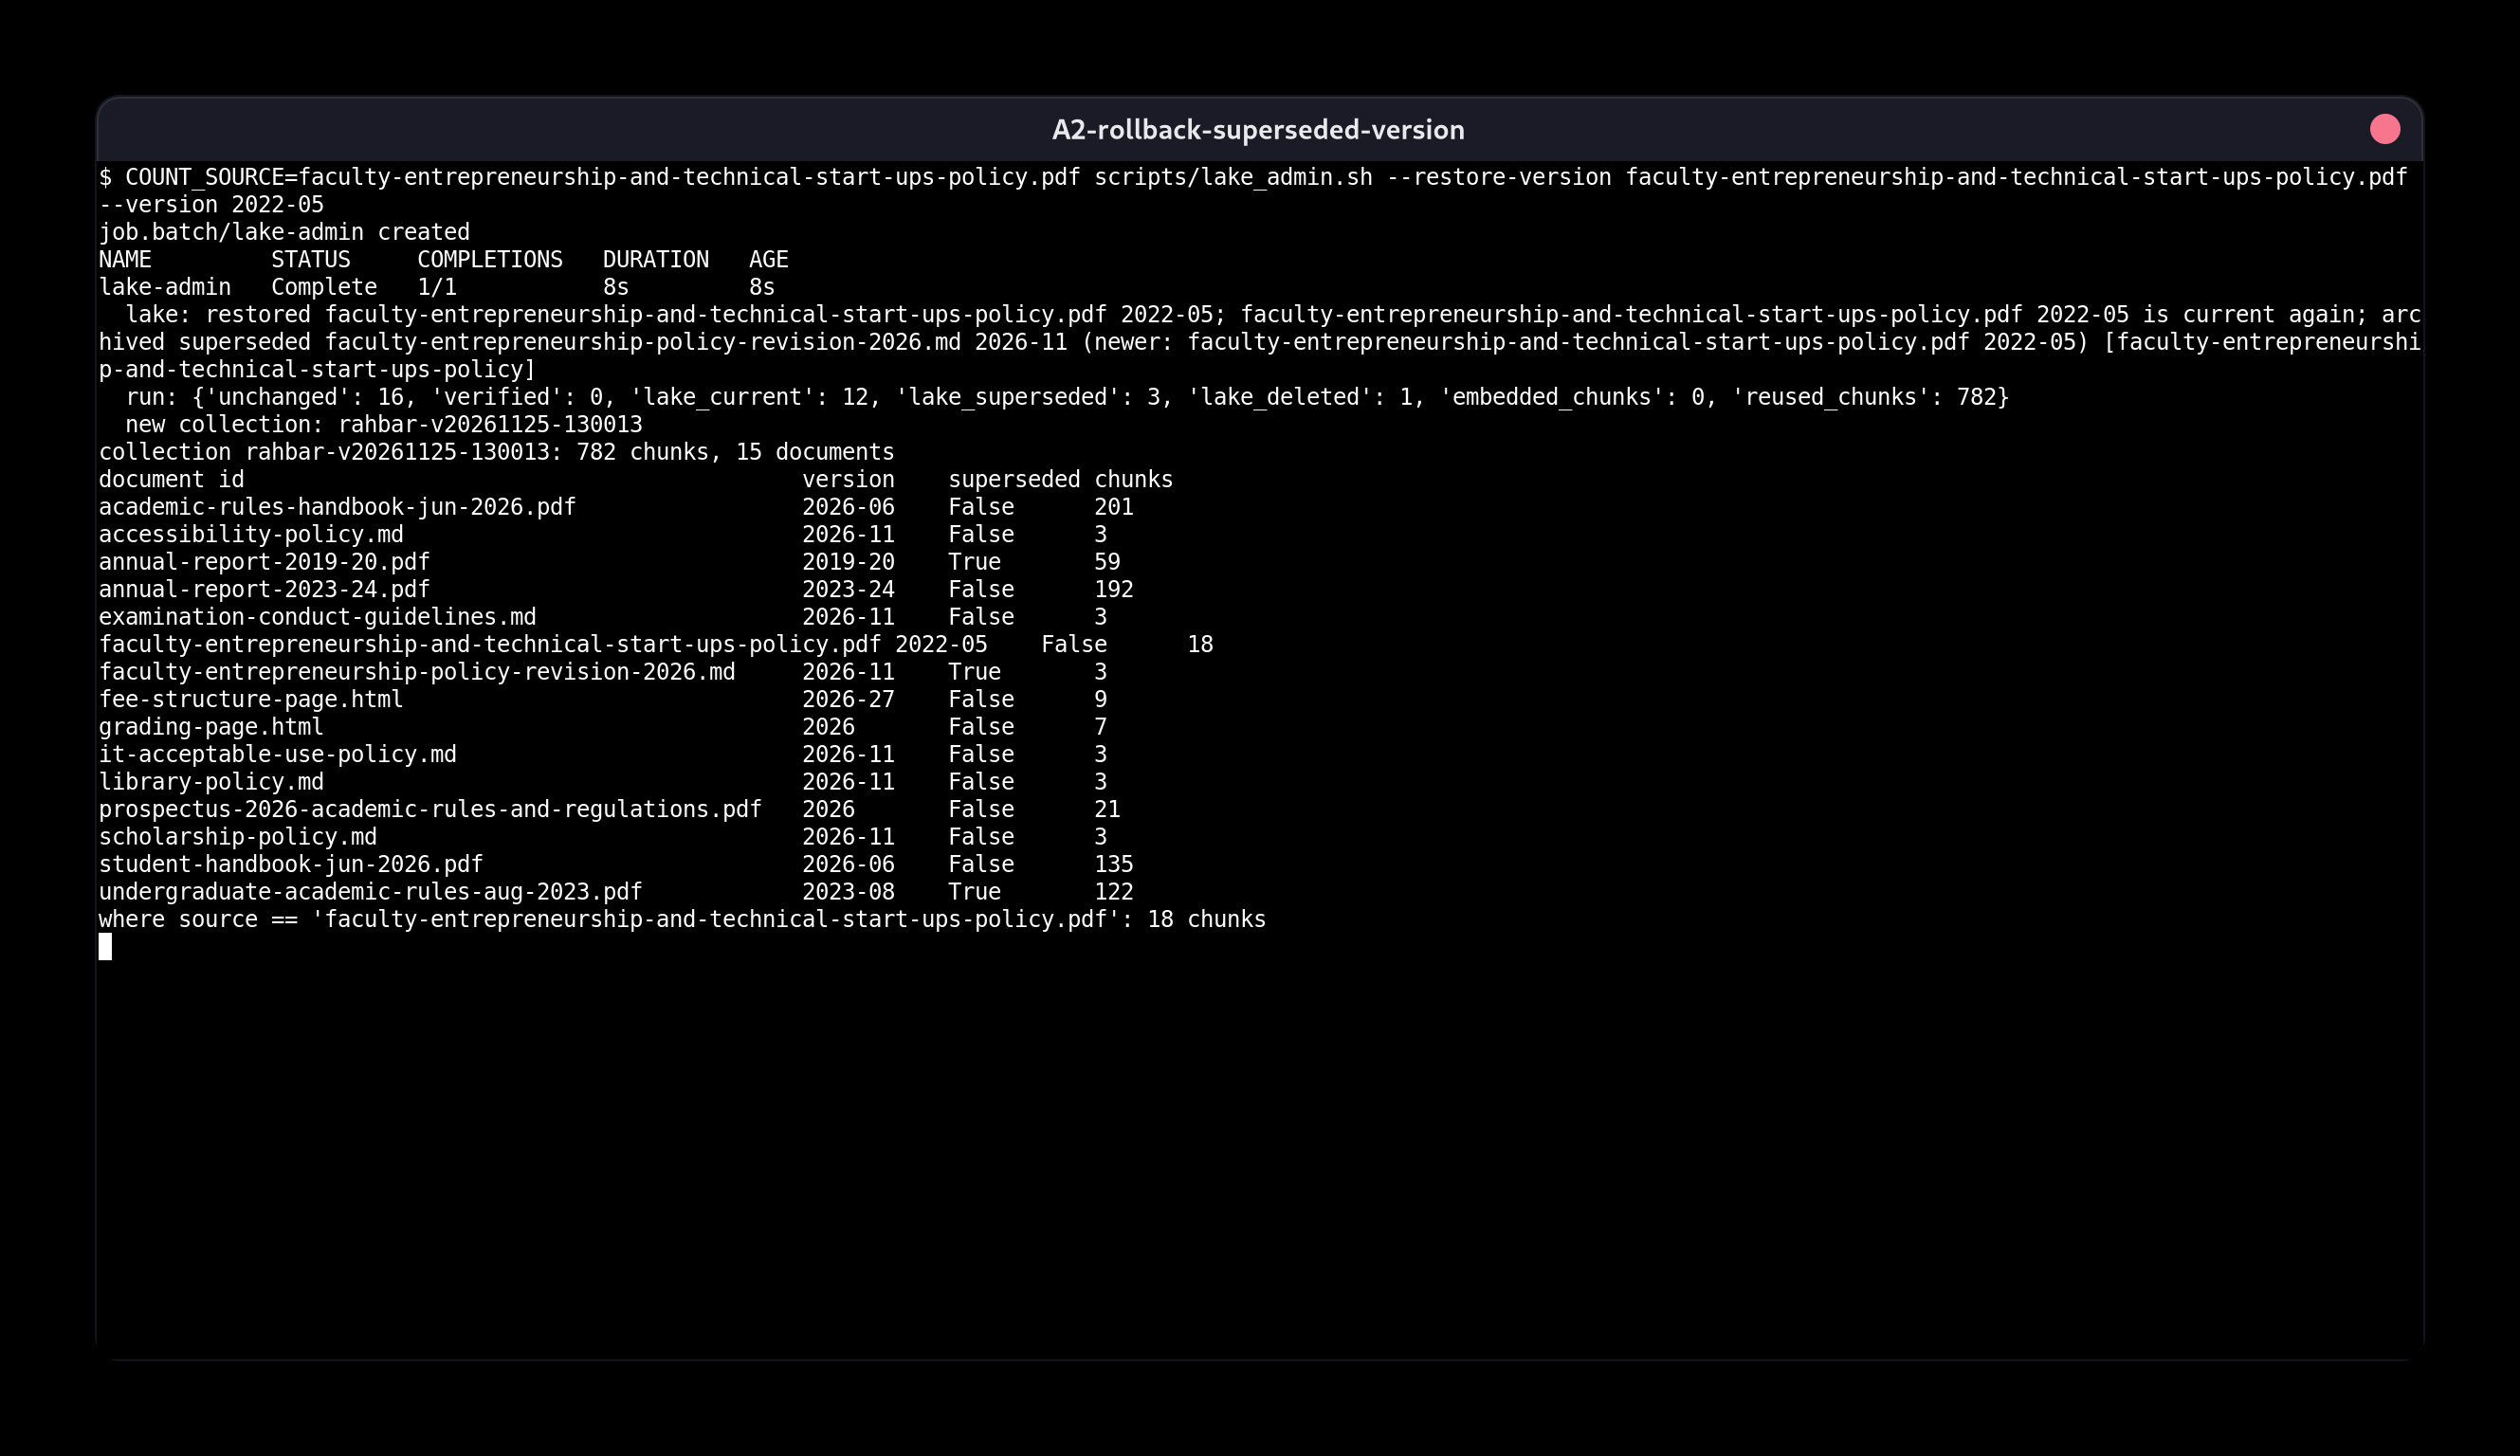 A2-rollback-superseded-version
$ COUNT_SOURCE=faculty-entrepreneurship-and-technical-start-ups-policy.pdf scripts/lake_admin.sh --restore-version faculty-entrepreneurship-and-technical-start-ups-policy.pdf
--version 2022-05
job.batch/lake-admin created
NAME         STATUS     COMPLETIONS   DURATION   AGE
lake-admin   Complete   1/1           8s         8s
  lake: restored faculty-entrepreneurship-and-technical-start-ups-policy.pdf 2022-05; faculty-entrepreneurship-and-technical-start-ups-policy.pdf 2022-05 is current again; arc
hived superseded faculty-entrepreneurship-policy-revision-2026.md 2026-11 (newer: faculty-entrepreneurship-and-technical-start-ups-policy.pdf 2022-05) [faculty-entrepreneurshi
p-and-technical-start-ups-policy]
  run: {'unchanged': 16, 'verified': 0, 'lake_current': 12, 'lake_superseded': 3, 'lake_deleted': 1, 'embedded_chunks': 0, 'reused_chunks': 782}
  new collection: rahbar-v20261125-130013
collection rahbar-v20261125-130013: 782 chunks, 15 documents
document id                                          version    superseded chunks
academic-rules-handbook-jun-2026.pdf                 2026-06    False      201
accessibility-policy.md                              2026-11    False      3
annual-report-2019-20.pdf                            2019-20    True       59
annual-report-2023-24.pdf                            2023-24    False      192
examination-conduct-guidelines.md                    2026-11    False      3
faculty-entrepreneurship-and-technical-start-ups-policy.pdf 2022-05    False      18
faculty-entrepreneurship-policy-revision-2026.md     2026-11    True       3
fee-structure-page.html                              2026-27    False      9
grading-page.html                                    2026       False      7
it-acceptable-use-policy.md                          2026-11    False      3
library-policy.md                                    2026-11    False      3
prospectus-2026-academic-rules-and-regulations.pdf   2026       False      21
scholarship-policy.md                                2026-11    False      3
student-handbook-jun-2026.pdf                        2026-06    False      135
undergraduate-academic-rules-aug-2023.pdf            2023-08    True       122
where source == 'faculty-entrepreneurship-and-technical-start-ups-policy.pdf': 18 chunks